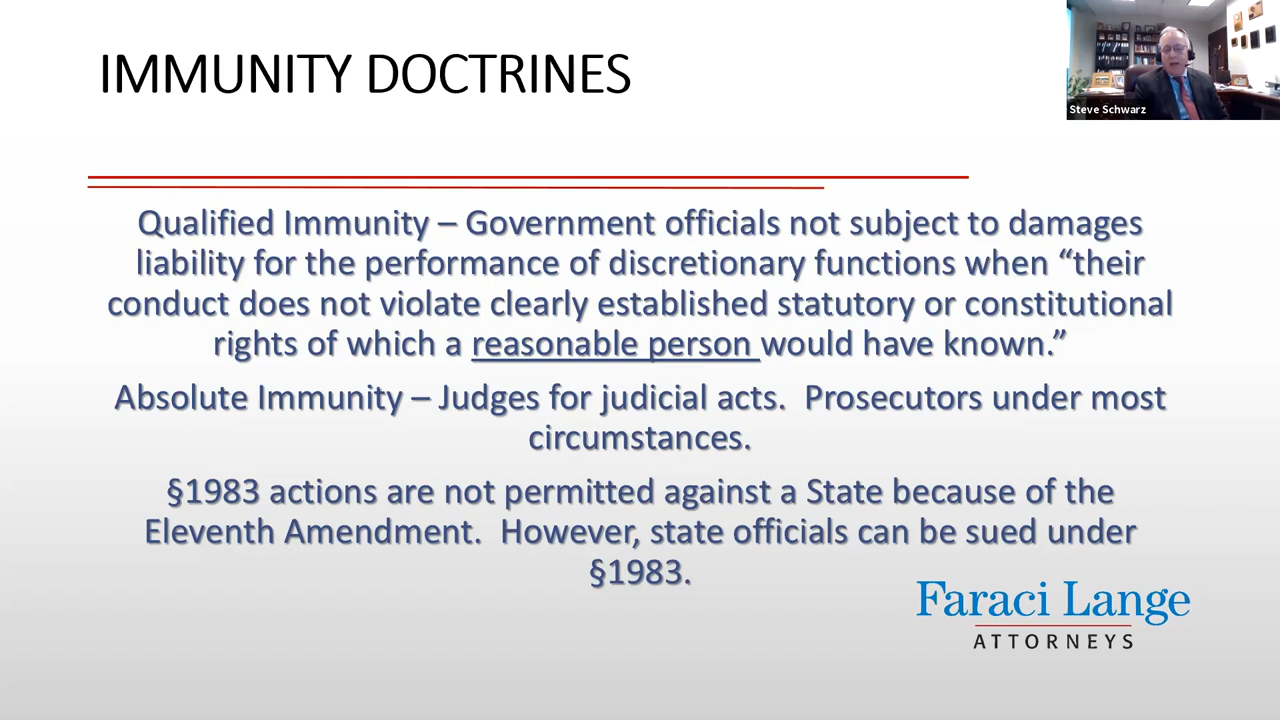 IMMUNITY DOCTRINES
Steve Schwarz
Qualified Immunity – Government officials not subject to damages
liability for the performance of discretionary functions when “their
conduct does not violate clearly established statutory or constitutional
rights of which a reasonable person would have known.”
Absolute Immunity – Judges for judicial acts.  Prosecutors under most
circumstances.
§1983 actions are not permitted against a State because of the
Eleventh Amendment.  However, state officials can be sued under
§1983.
Faraci Lange
ATTORNEYS